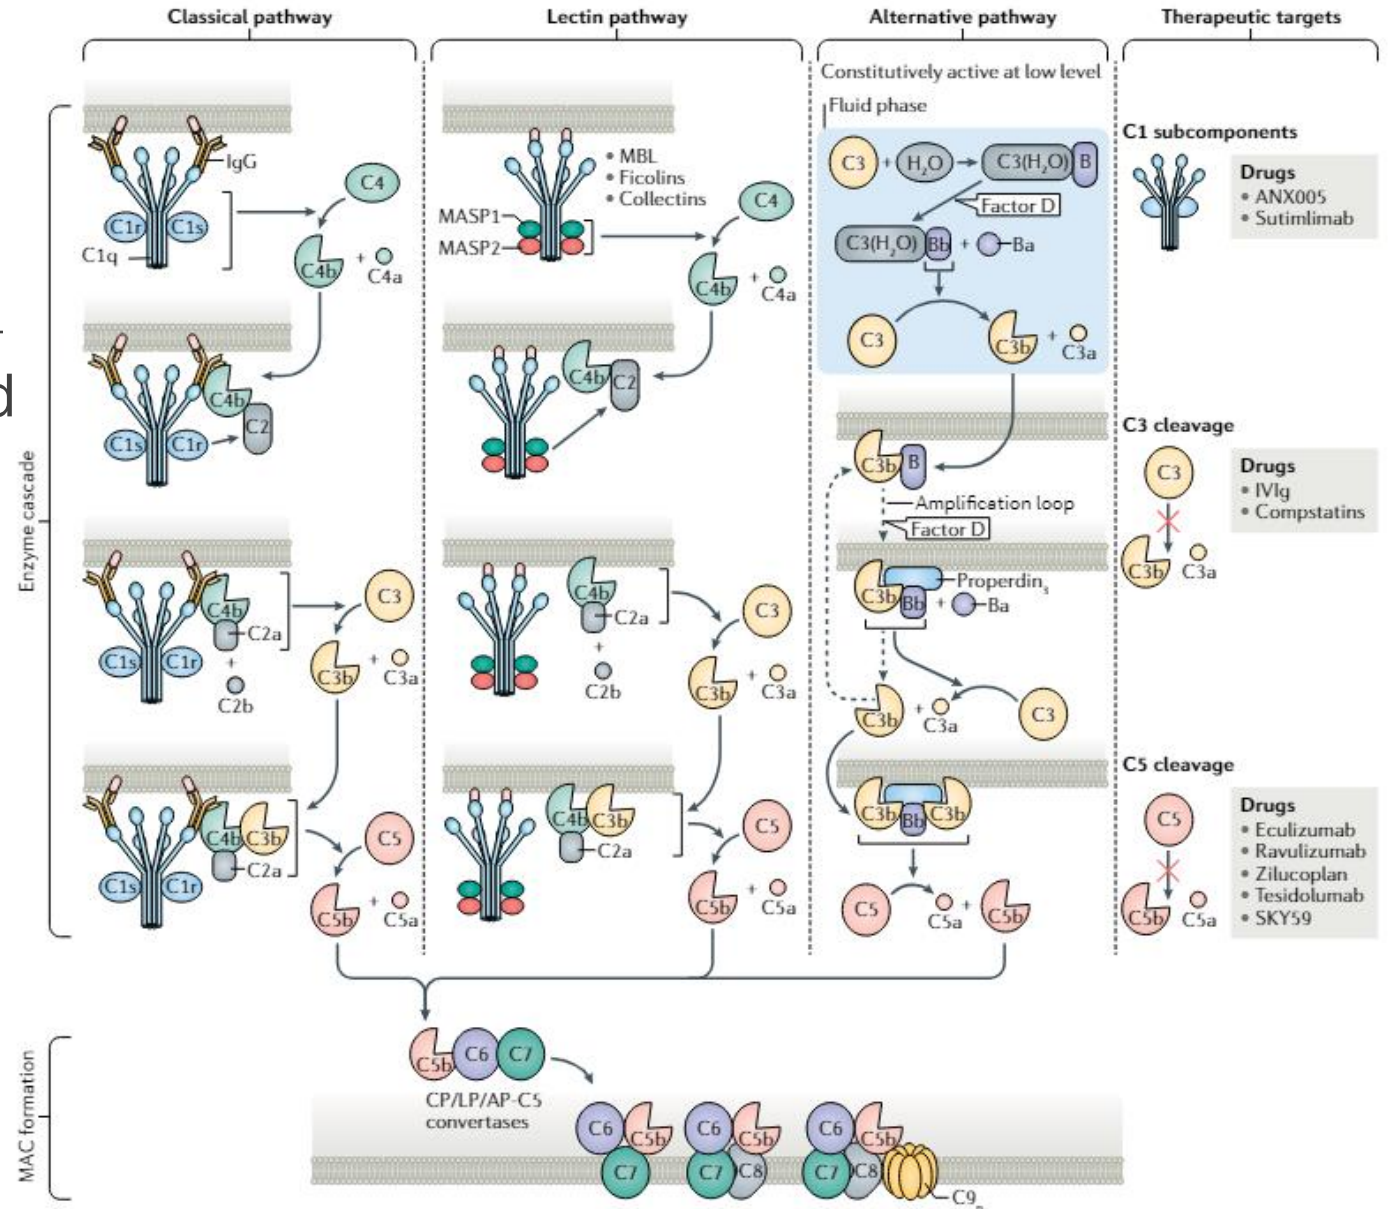 Classical pathway
Lectin pathway
Alternative pathway
Therapeutic targets
Enzyme cascade
IgG
C1r
C1s
C1q
C4
C4b
+
C4a
C4b
C2
C1s
C1r
C4b
C2a
+
C2b
C1s
C1r
C3
C3b
+
C3a
C4b
C3b
C2a
C1s
C1r
C5
C5b
+
C5a
• MBL
• Ficolins
• Collectins
MASP1
MASP2
C4
C4b
+
C4a
C4b
C2
C4b
C2a
+
C2b
C3
C3b
+
C3a
C4b
C3b
C2a
C5
C5b
+
C5a
Constitutively active at low level
Fluid phase
C3
+
H2O
C3(H2O)
B
Factor D
C3(H2O)
Bb
+
Ba
C3
C3b
+
C3a
C3b
B
Amplification loop
Factor D
Properdin
C3b
Bb
+
Ba
C3b
+
C3a
C3
C3b
Bb
C3b
C5
C5a
+
C5b
C1 subcomponents
Drugs
• ANX005
• Sutimlimab
C3 cleavage
C3
C3b
C3a
Drugs
• IVIg
• Compstatins
C5 cleavage
C5
C5b
C5a
Drugs
• Eculizumab
• Ravulizumab
• Zilucoplan
• Tesidolumab
• SKY59
d
MAC formation
C5b
C6
C7
CP/LP/AP-C5
convertases
C6
C5b
C7
C6
C5b
C7
C8
C6
C5b
C7
C8
C9